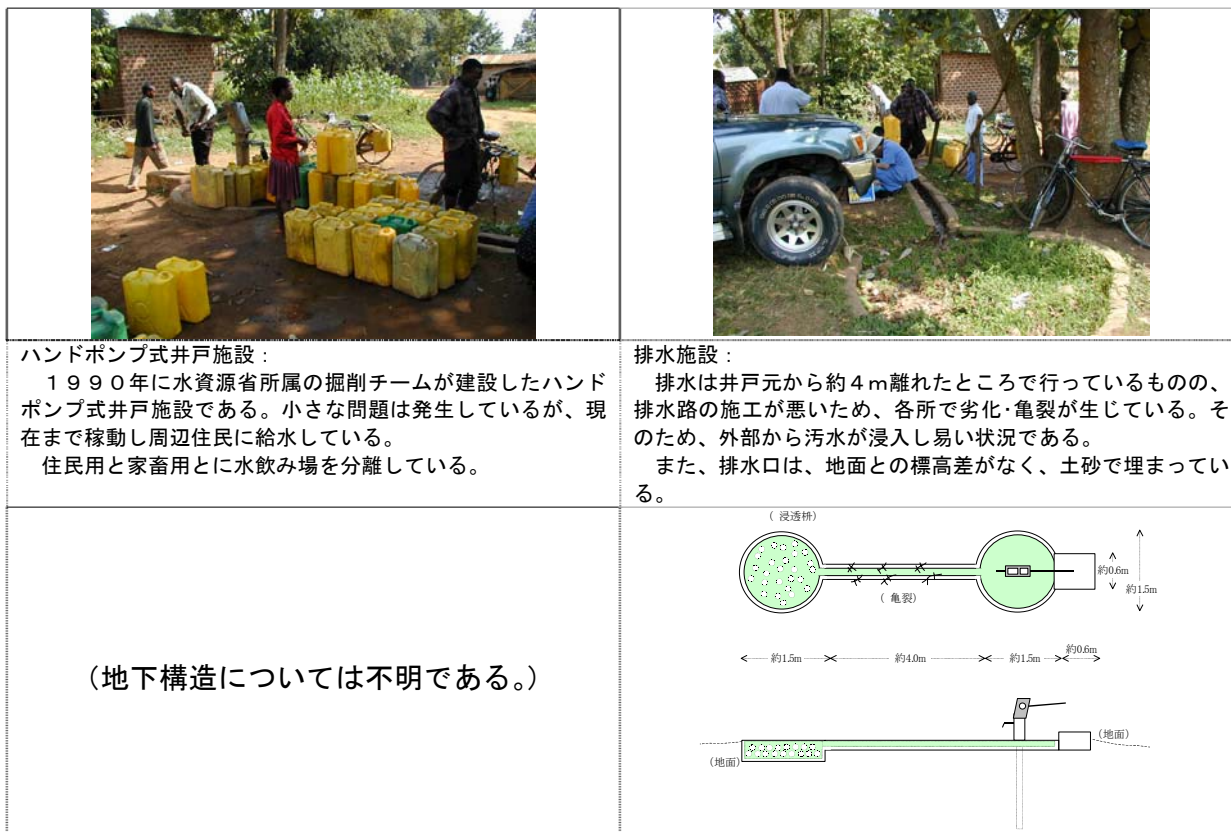 ハンドポンプ式井戸施設：
　１９９０年に水資源省所属の掘削チームが建設したハンド
ポンプ式井戸施設である。小さな問題は発生しているが、現
在まで稼動し周辺住民に給水している。
　住民用と家畜用とに水飲み場を分離している。
排水施設：
　排水は井戸元から約４ｍ離れたところで行っているものの、
排水路の施工が悪いため、各所で劣化･亀裂が生じている。そ
のため、外部から汚水が浸入し易い状況である。
　また、排水口は、地面との標高差がなく、土砂で埋まってい
る。
（地下構造については不明である。）
（ 浸透枡）
（ 亀裂）
約0.6m
約1.5m
約1.5m
約4.0m
約1.5m
約0.6m
（地面）
（地面）